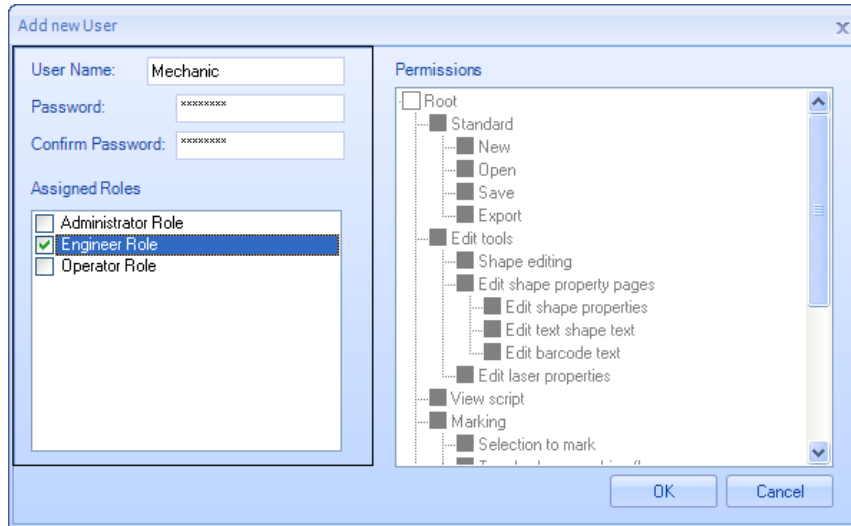 Add new User
User Name: Mechanic
Password: ********
Confirm Password: ********
Assigned Roles
Administrator Role
Engineer Role
Operator Role
Permissions
Root
Standard
New
Open
Save
Export
Edit tools
Shape editing
Edit shape property pages
Edit shape properties
Edit text shape text
Edit barcode text
Edit laser properties
View script
Marking
Selection to mark
OK Cancel